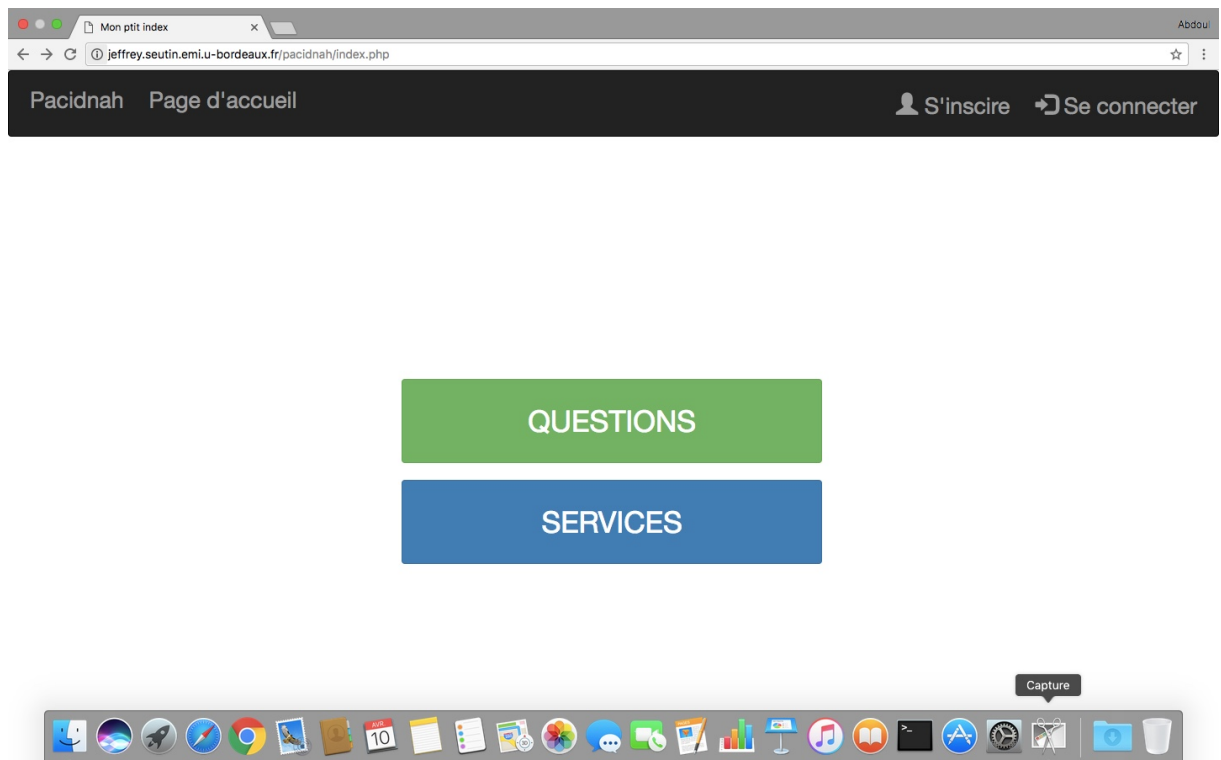 Mon ptit index
Abdoul
jeffrey.seutin.emi.u-bordeaux.fr/pacidnah/index.php
Pacidnah Page d'accueil S'inscire Se connecter
QUESTIONS
SERVICES
Capture
AVR.
10